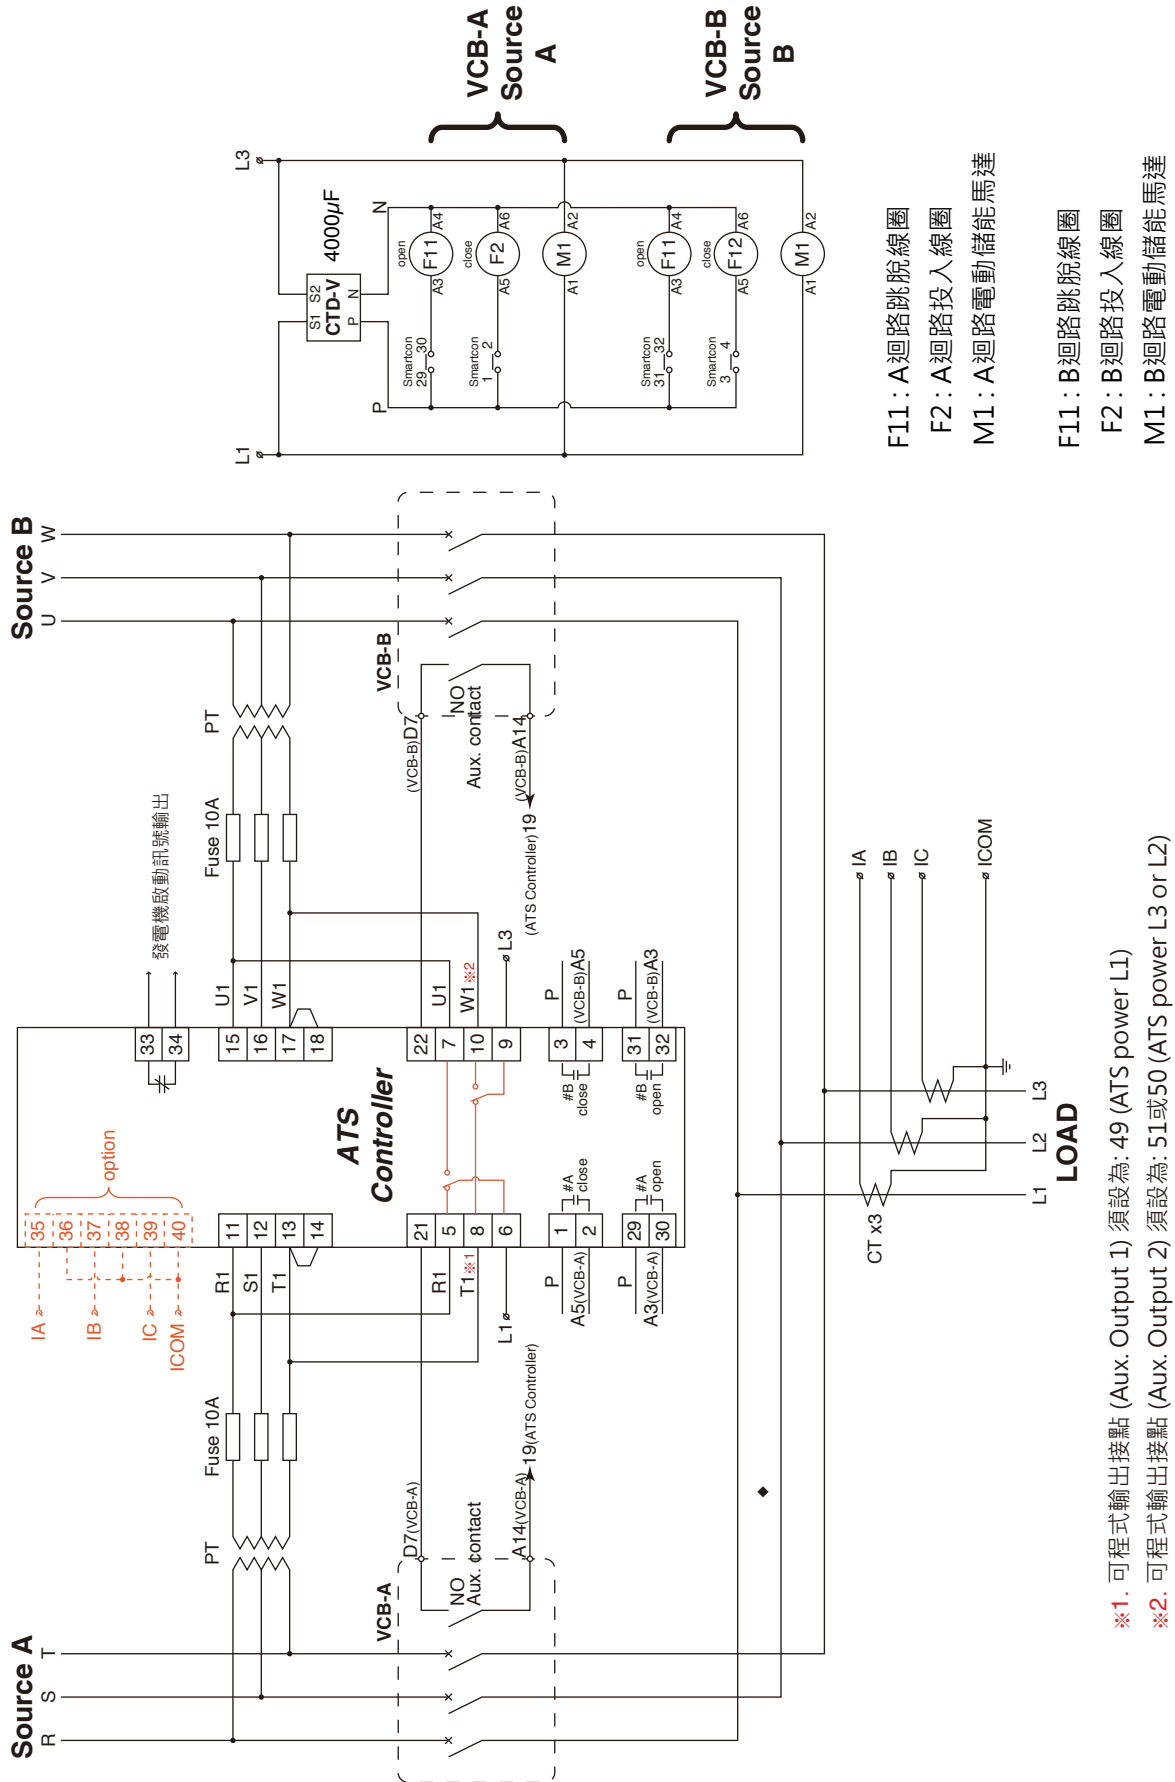 Source A
R
S
T
PT
Fuse 10A
R1
S1
T1
11
12
13
14
IA
IB
IC
ICOM
35
36
37
38
39
40
option
ATS
Controller
33
34
發電機啟動訊號輸出
15
16
17
18
U1
V1
W1
Fuse 10A
PT
Source B
U
V
W
VCB-A
NO
Aux. contact
D7(VCB-A)
A14(VCB-A)
19(ATS Controller)
R1
T1※1
L1
21
5
8
6
22
7
10
9
U1
W1※2
L3
(VCB-B)D7
(VCB-B)A14
(ATS Controller)19
VCB-B
NO
Aux. contact
P
A5(VCB-A)
1
2
#A
close
#B
close
3
4
P
(VCB-B)A5
P
A3(VCB-A)
29
30
#A
open
#B
open
31
32
P
(VCB-B)A3
CT x3
IA
IB
IC
ICOM
L1
L2
L3
LOAD
L1
L3
S1
S2
CTD-V
P
N
4000μF
P
N
Smartcon
29
30
A3
open
F11
A4
Smartcon
1
2
A5
close
F2
A6
A1
M1
A2
VCB-A
Source
A
Smartcon
31
32
A3
open
F11
A4
Smartcon
3
4
A5
close
F12
A6
A1
M1
A2
VCB-B
Source
B
F11 : A迴路跳脫線圈
F2 : A迴路投入線圈
M1 : A迴路電動儲能馬達
F11 : B迴路跳脫線圈
F2 : B迴路投入線圈
M1 : B迴路電動儲能馬達
※1. 可程式輸出接點 (Aux. Output 1) 須設為: 49 (ATS power L1)
※2. 可程式輸出接點 (Aux. Output 2) 須設為: 51或50 (ATS power L3 or L2)